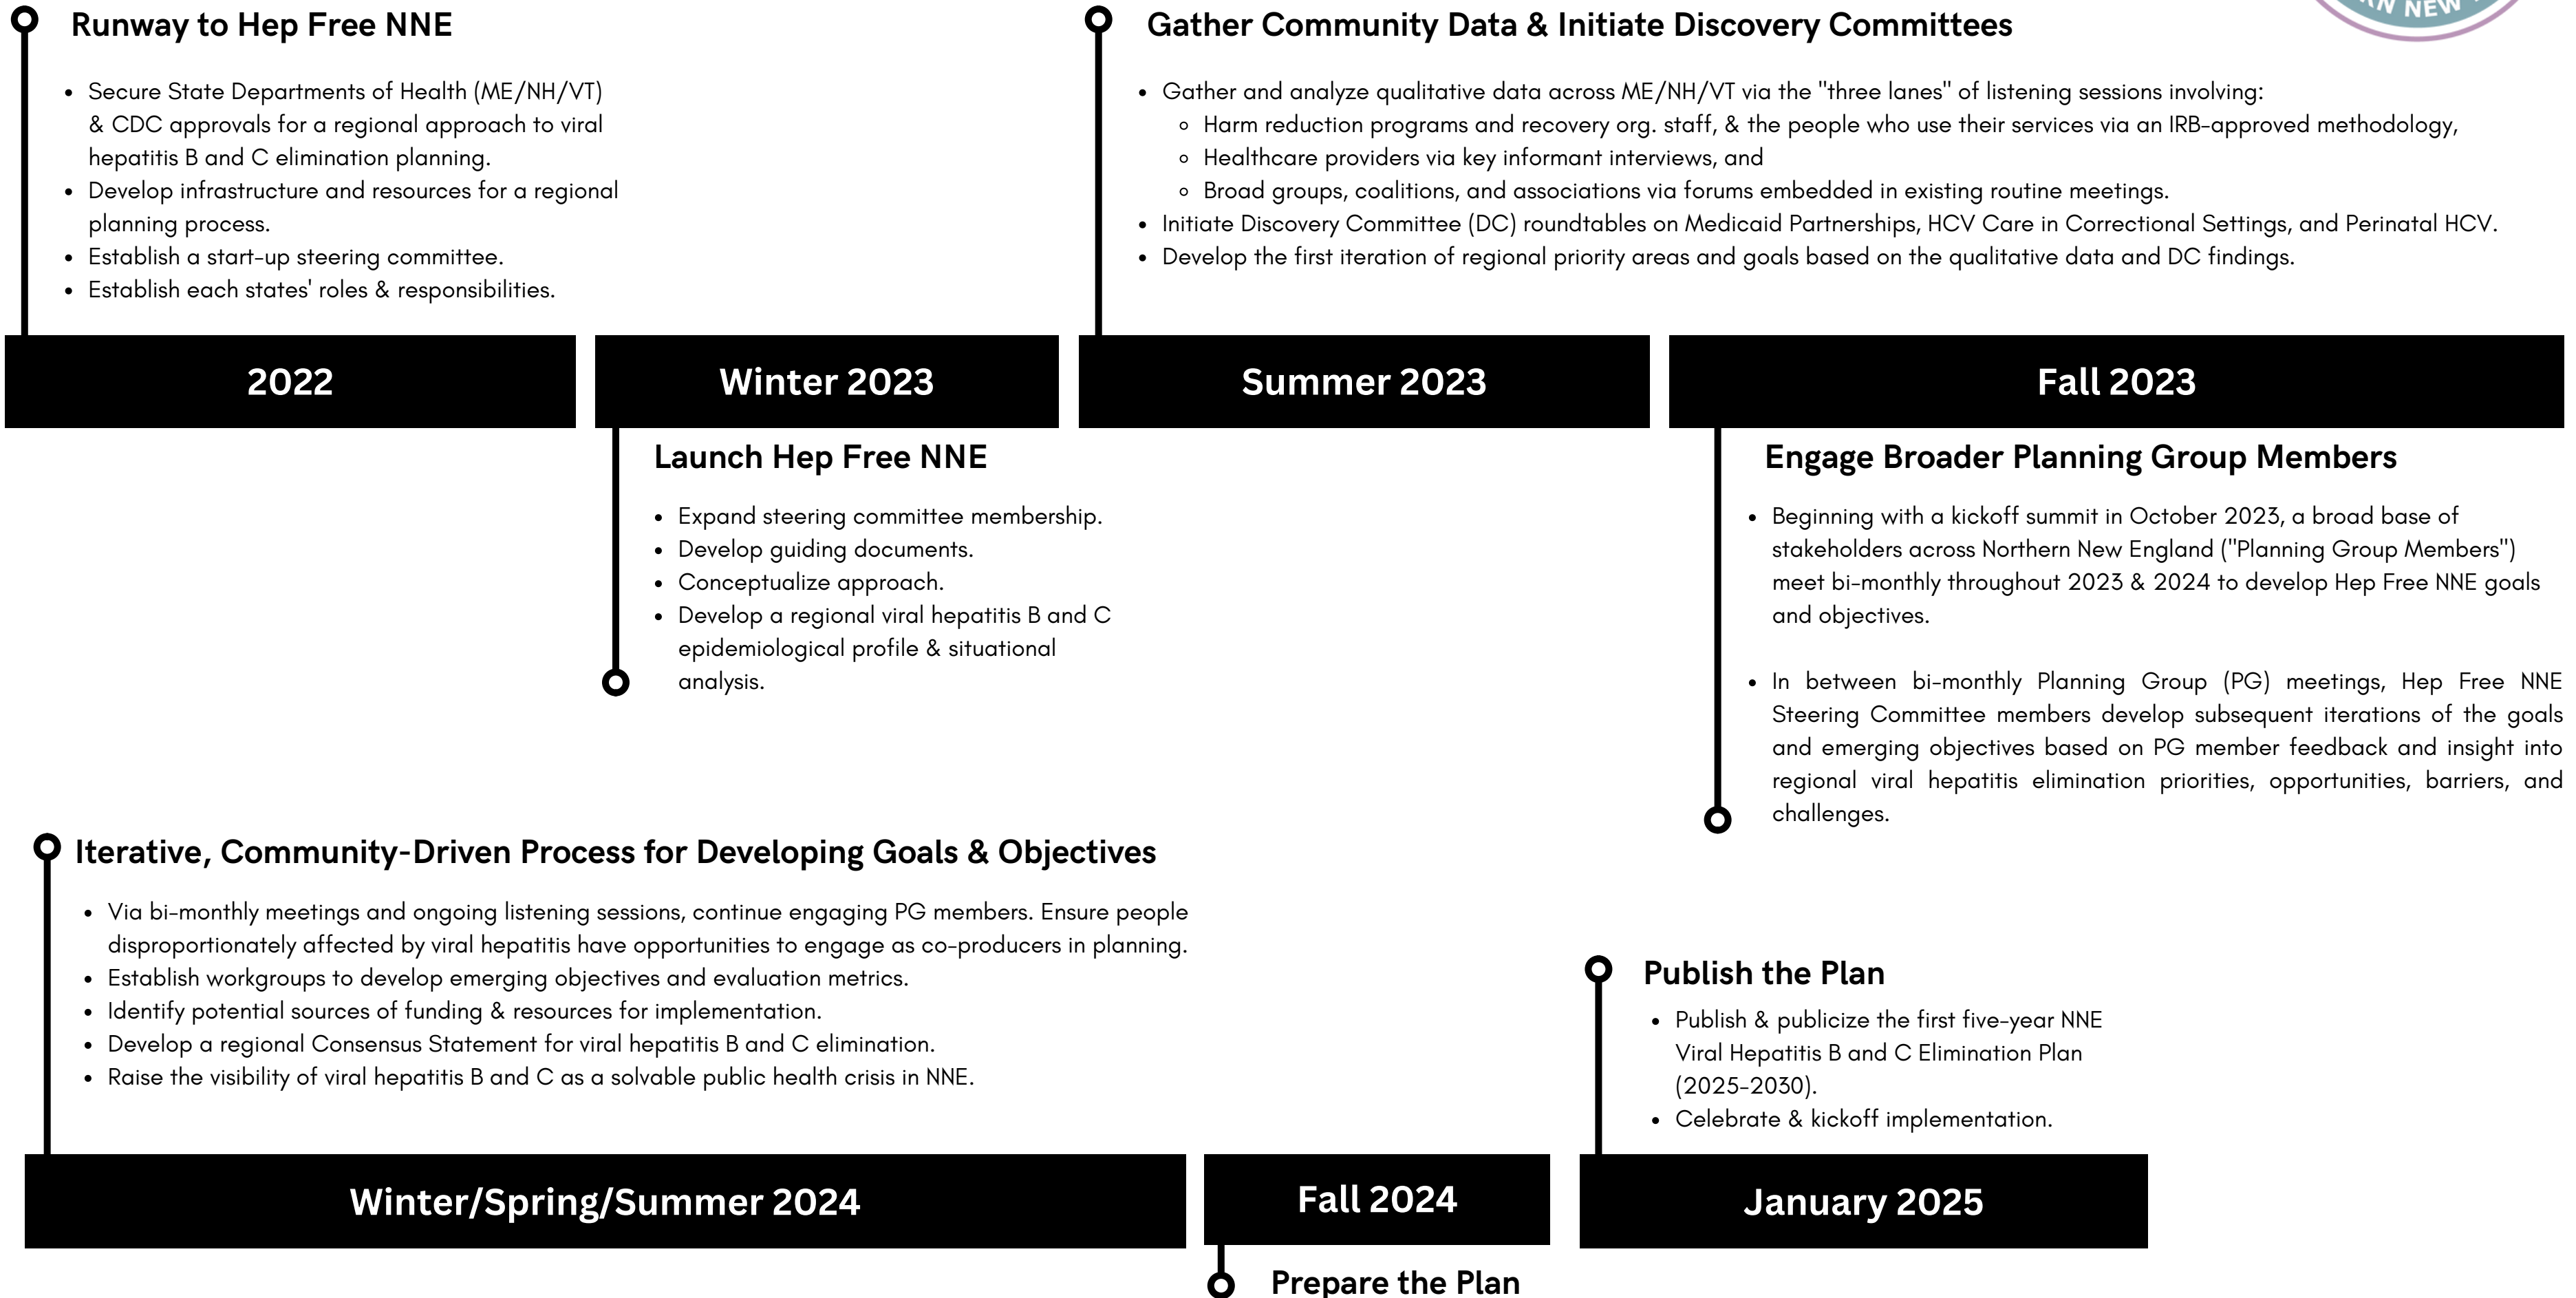 RN NEW
Runway to Hep Free NNE
• Secure State Departments of Health (ME/NH/VT)
& CDC approvals for a regional approach to viral
hepatitis B and C elimination planning.
• Develop infrastructure and resources for a regional
planning process.
• Establish a start-up steering committee.
• Establish each states' roles & responsibilities.
Gather Community Data & Initiate Discovery Committees
• Gather and analyze qualitative data across ME/NH/VT via the "three lanes" of listening sessions involving:
◦ Harm reduction programs and recovery org. staff, & the people who use their services via an IRB-approved methodology,
◦ Healthcare providers via key informant interviews, and
◦ Broad groups, coalitions, and associations via forums embedded in existing routine meetings.
• Initiate Discovery Committee (DC) roundtables on Medicaid Partnerships, HCV Care in Correctional Settings, and Perinatal HCV.
• Develop the first iteration of regional priority areas and goals based on the qualitative data and DC findings.
2022
Winter 2023
Summer 2023
Fall 2023
Launch Hep Free NNE
• Expand steering committee membership.
• Develop guiding documents.
• Conceptualize approach.
• Develop a regional viral hepatitis B and C
epidemiological profile & situational
analysis.
Engage Broader Planning Group Members
• Beginning with a kickoff summit in October 2023, a broad base of
stakeholders across Northern New England ("Planning Group Members")
meet bi-monthly throughout 2023 & 2024 to develop Hep Free NNE goals
and objectives.
• In between bi-monthly Planning Group (PG) meetings, Hep Free NNE
Steering Committee members develop subsequent iterations of the goals
and emerging objectives based on PG member feedback and insight into
regional viral hepatitis elimination priorities, opportunities, barriers, and
challenges.
Iterative, Community-Driven Process for Developing Goals & Objectives
• Via bi-monthly meetings and ongoing listening sessions, continue engaging PG members. Ensure people
disproportionately affected by viral hepatitis have opportunities to engage as co-producers in planning.
• Establish workgroups to develop emerging objectives and evaluation metrics.
• Identify potential sources of funding & resources for implementation.
• Develop a regional Consensus Statement for viral hepatitis B and C elimination.
• Raise the visibility of viral hepatitis B and C as a solvable public health crisis in NNE.
Publish the Plan
• Publish & publicize the first five-year NNE
Viral Hepatitis B and C Elimination Plan
(2025-2030).
• Celebrate & kickoff implementation.
Winter/Spring/Summer 2024
Fall 2024
January 2025
Prepare the Plan